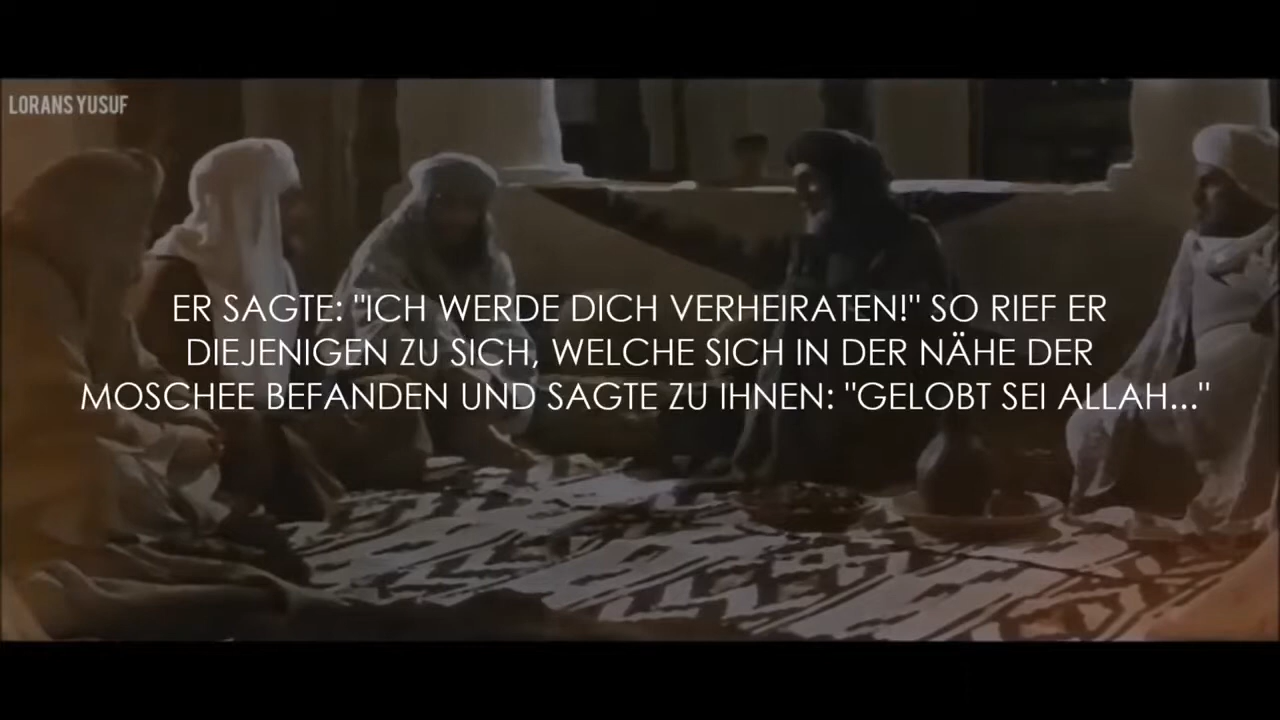 LORANS YUSUF
ER SAGTE: "ICH WERDE DICH VERHEIRATEN!" SO RIEF ER
DIEJENIGEN ZU SICH, WELCHE SICH IN DER NÄHE DER
MOSCHEE BEFANDEN UND SAGTE ZU IHNEN: "GELOBT SEI ALLAH..."